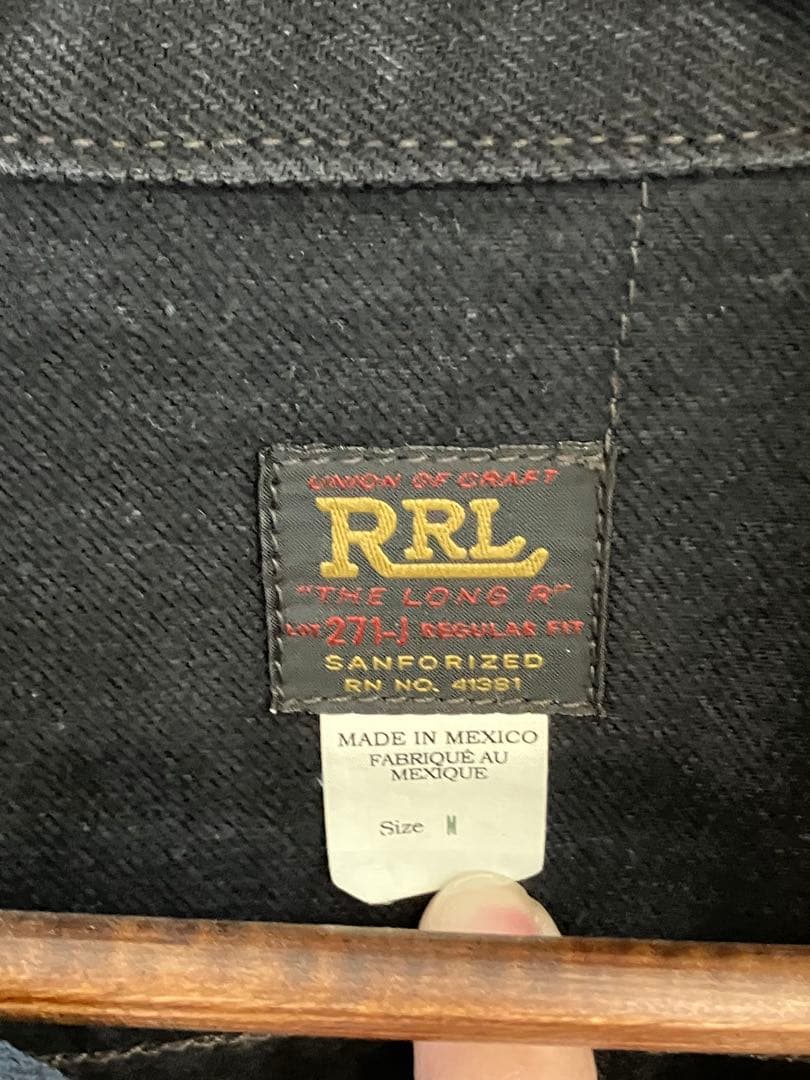 UNION OF CRAFT
RRL
"THE LONG R"
LOT 271-J REGULAR FIT
SANFORIZED
RN NO. 41381
MADE IN MEXICO
FABRIQUÉ AU
MEXIQUE
Size M